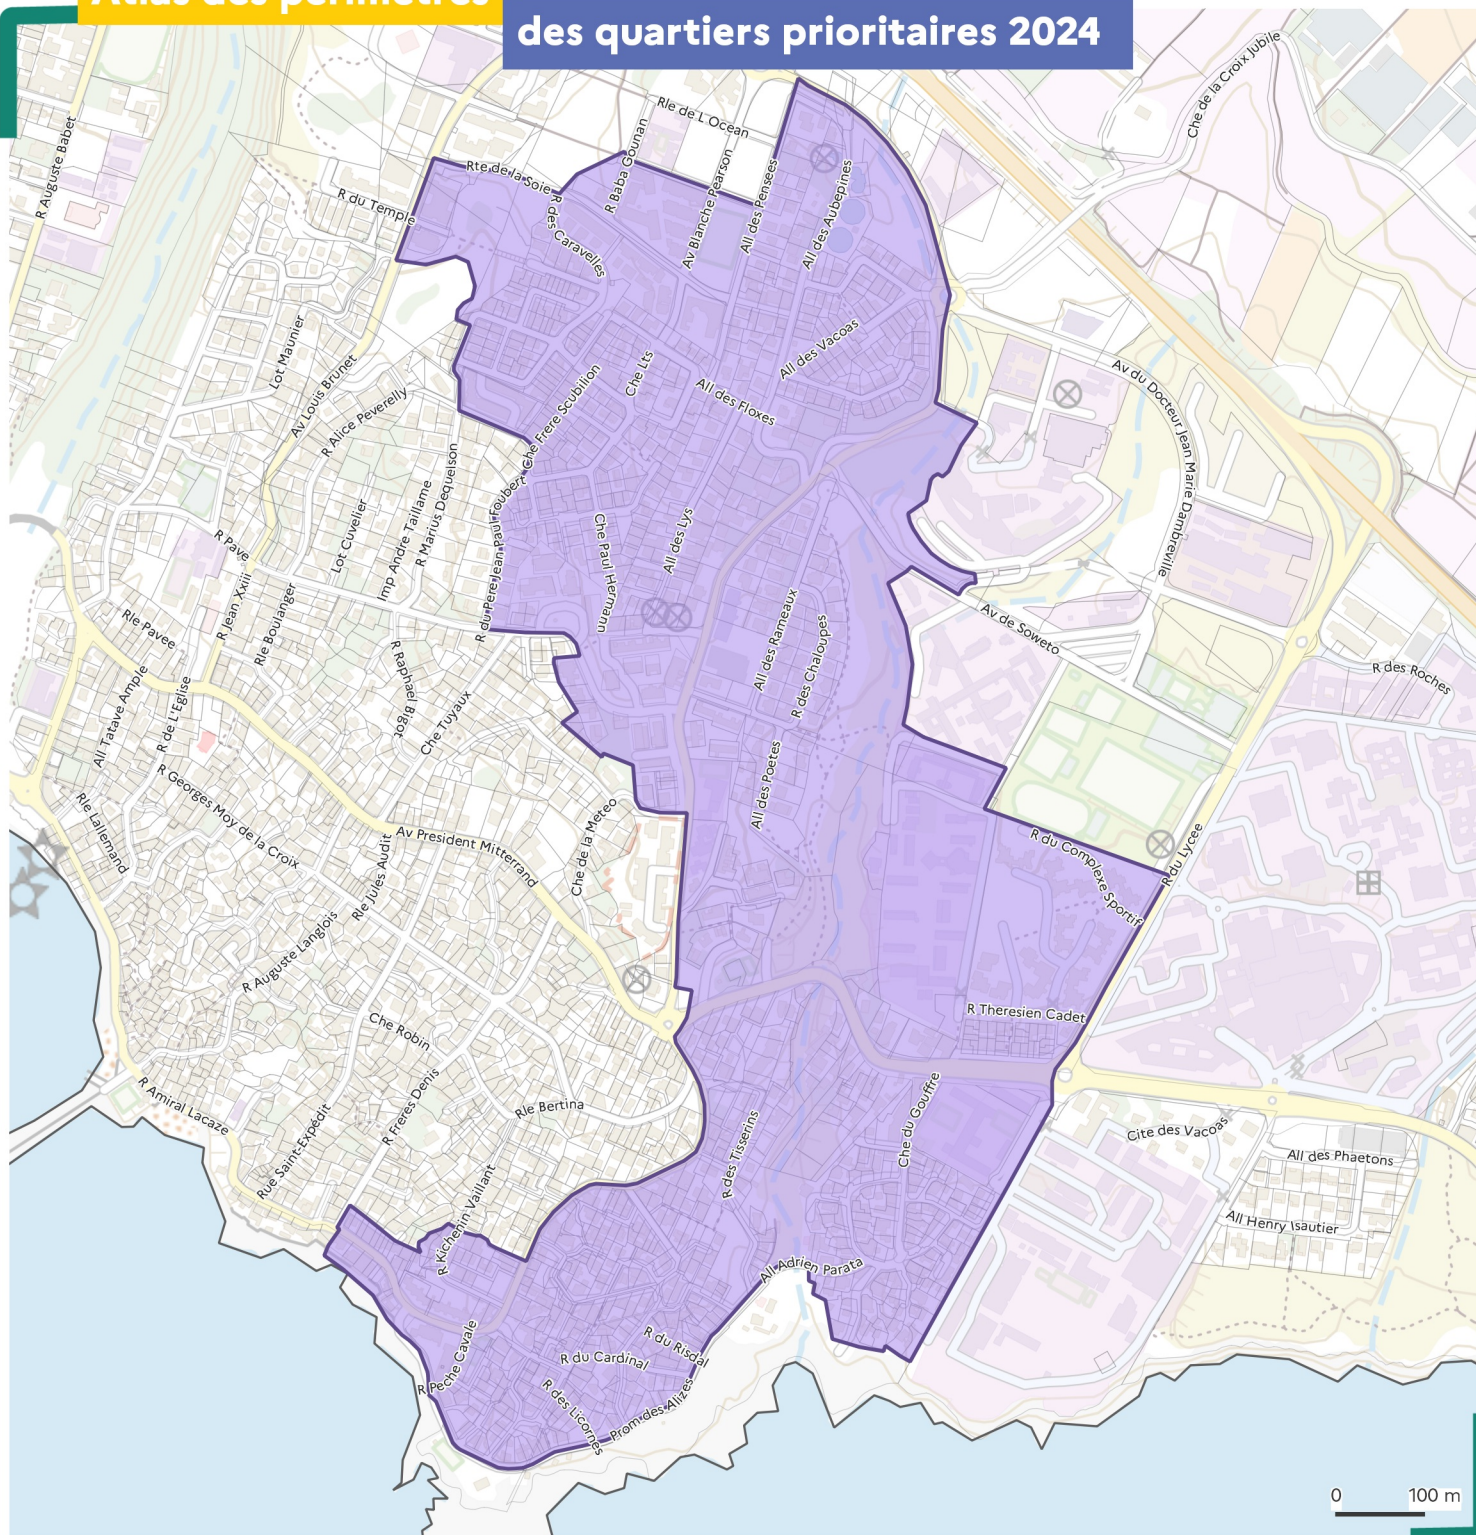 Atlas des périmètres
des quartiers prioritaires 2024
Che de la Croix Jubile
Rle de L Ocean
R Auguste Babet
R Baba Gounan
Av Blanche Pearson
All des Pensees
All des Aubepines
Rte de la Soie
R du Temple
R des Caravelles
Lot Maunier
Av Louis Brunet
R Alice Peverelly
Che Frere Scubilion
Che Lts
All des Floxes
All des Vacoas
Av du Docteur Jean Marie Dambreville
R Marius Dequelson
Imp Andre Taillame
Lot Cuvelier
R du Pere Jean Paul Foubert
Che Paul Hermann
All des Lys
R Pave
R Jean Xxiii
Rle Boulanger
Rle Pavee
All Tatave Ample
R de L'Eglise
R Raphael Bigot
Che Tuyaux
All des Rameaux
R des Chaloupes
Av de Soweto
R des Roches
All des Poetes
R Georges Moy de la Croix
Rle Lallemand
Av President Mitterrand
Che de la Meteo
Rle Jules Audit
R du Complexe Sportif
R du Lycee
R Auguste Langlois
Che Robin
R Theresien Cadet
R Amiral Lacaze
R Freres Denis
Rle Bertina
Rue Saint-Expédit
R Kichenin Vaillant
R des Tisserins
Che du Gouffre
Cite des Vacoas
All des Phaetons
All Henry Isautier
All Adrien Parata
R Peche Cavale
R du Risdal
R du Cardinal
R des Licornes
Prom des Alizes
0 100 m